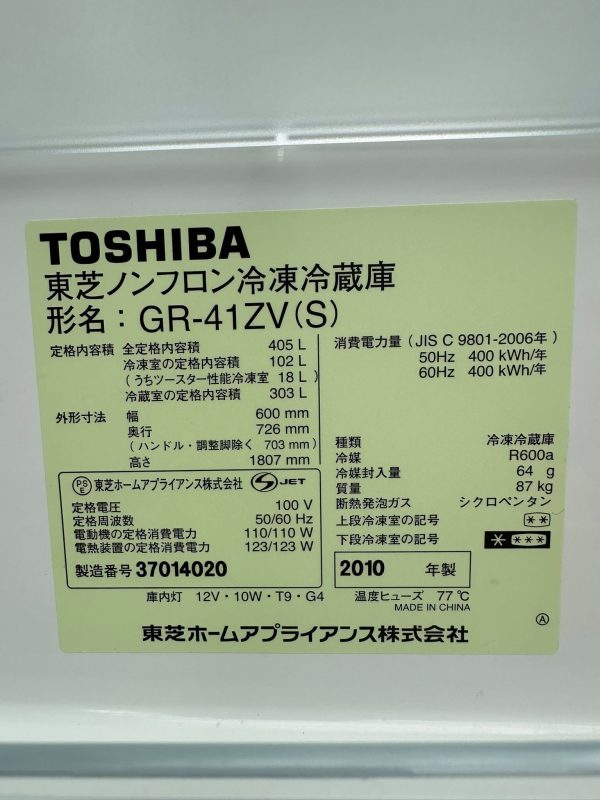 TOSHIBA
東芝ノンフロン冷凍冷蔵庫
形名：GR-41ZV(S)
定格内容積 全定格内容積 405 L
冷凍室の定格内容積 102 L
(うちツースター性能冷凍室 18 L)
冷蔵室の定格内容積 303 L
外形寸法 幅 600 mm
奥行 726 mm
(ハンドル・調整脚除く 703 mm)
高さ 1807 mm
PSE 東芝ホームアプライアンス株式会社 S JET
定格電圧 100 V
定格周波数 50/60 Hz
電動機の定格消費電力 110/110 W
電熱装置の定格消費電力 123/123 W
製造番号 37014020
消費電力量 (JIS C 9801-2006年)
50Hz 400 kWh/年
60Hz 400 kWh/年
種類 冷凍冷蔵庫
冷媒 R600a
冷媒封入量 64 g
質量 87 kg
断熱発泡ガス シクロペンタン
上段冷凍室の記号 **
下段冷凍室の記号 * ***
2010 年製
庫内灯 12V・10W・T9・G4
温度ヒューズ 77℃
MADE IN CHINA
Ⓐ
東芝ホームアプライアンス株式会社